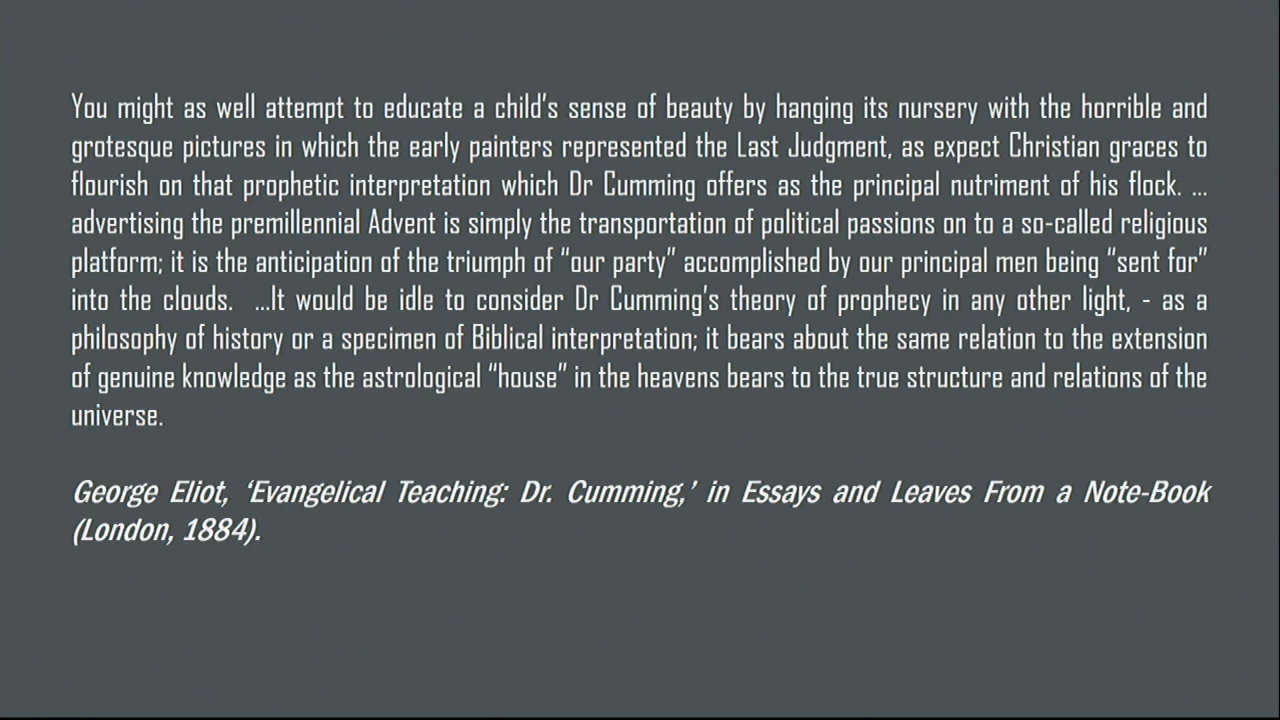 You might as well attempt to educate a child's sense of beauty by hanging its nursery with the horrible and
grotesque pictures in which the early painters represented the Last Judgment, as expect Christian graces to
flourish on that prophetic interpretation which Dr Cumming offers as the principal nutriment of his flock. ...
advertising the premillennial Advent is simply the transportation of political passions on to a so-called religious
platform; it is the anticipation of the triumph of “our party” accomplished by our principal men being “sent for”
into the clouds. ...It would be idle to consider Dr Cumming's theory of prophecy in any other light, - as a
philosophy of history or a specimen of Biblical interpretation; it bears about the same relation to the extension
of genuine knowledge as the astrological “house” in the heavens bears to the true structure and relations of the
universe.
George Eliot, ‘Evangelical Teaching: Dr. Cumming,’ in Essays and Leaves From a Note-Book
(London, 1884).